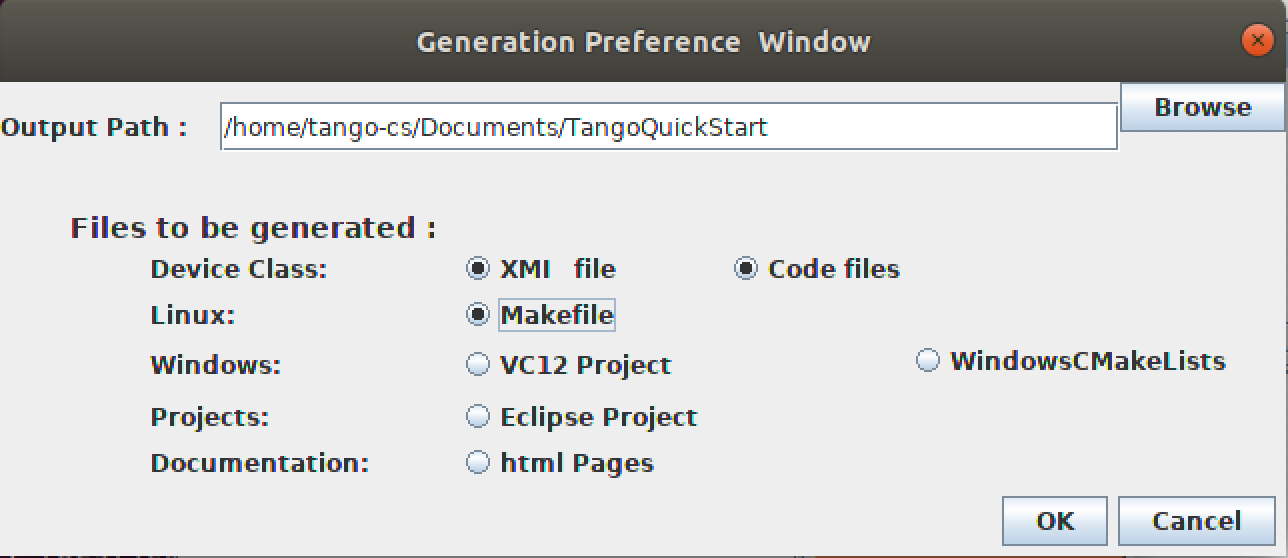 Generation Preference Window
Output Path : /home/tango-cs/Documents/TangoQuickStart Browse
Files to be generated :
Device Class: XMI file Code files
Linux: Makefile
Windows: VC12 Project WindowsCMakeLists
Projects: Eclipse Project
Documentation: html Pages
OK Cancel